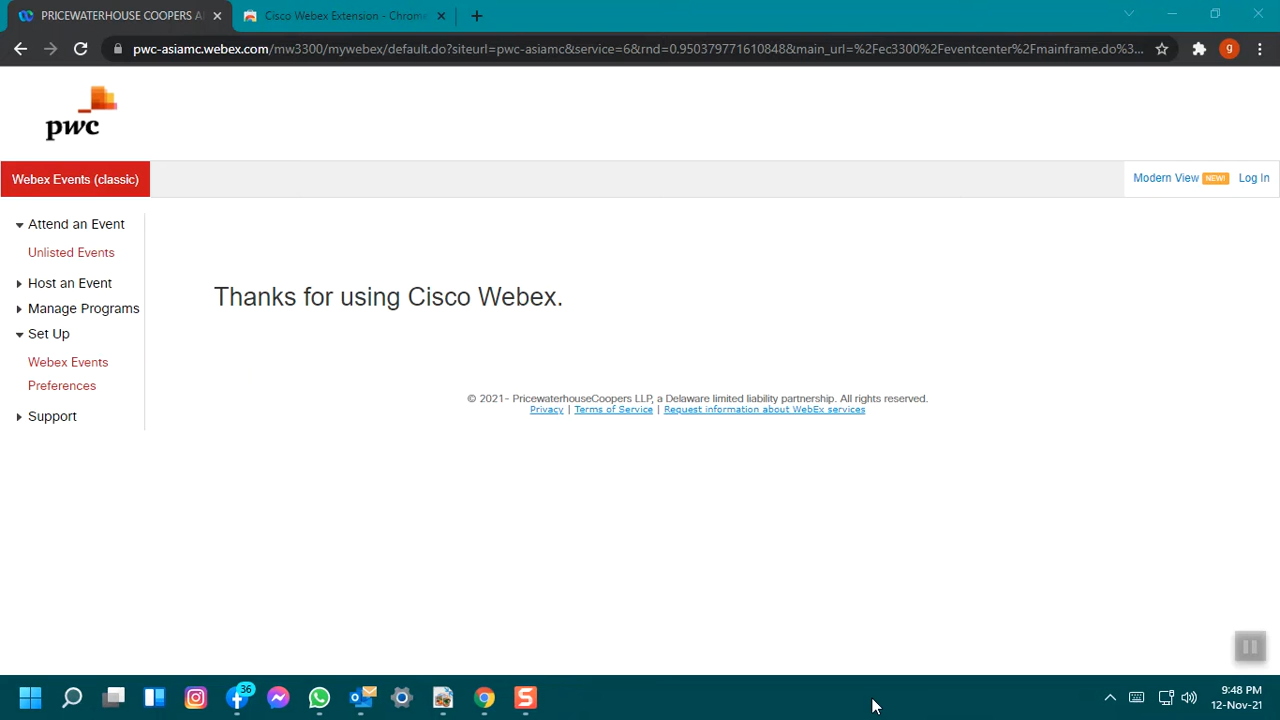 PRICEWATERHOUSE COOPERS A
Cisco Webex Extension - Chrome
pwc-asiamc.webex.com/mw3300/mywebex/default.do?siteurl=pwc-asiamc&service=6&rnd=0.950379771610848&main_url=%2Fec3300%2Feventcenter%2Fmainframe.do%3...
g
pwc
Webex Events (classic)
Modern View NEW! Log In
Attend an Event
Unlisted Events
Host an Event
Manage Programs
Set Up
Webex Events
Preferences
Support
Thanks for using Cisco Webex.
© 2021- PricewaterhouseCoopers LLP, a Delaware limited liability partnership. All rights reserved.
Privacy | Terms of Service | Request information about WebEx services
36
S
9:48 PM
12-Nov-21